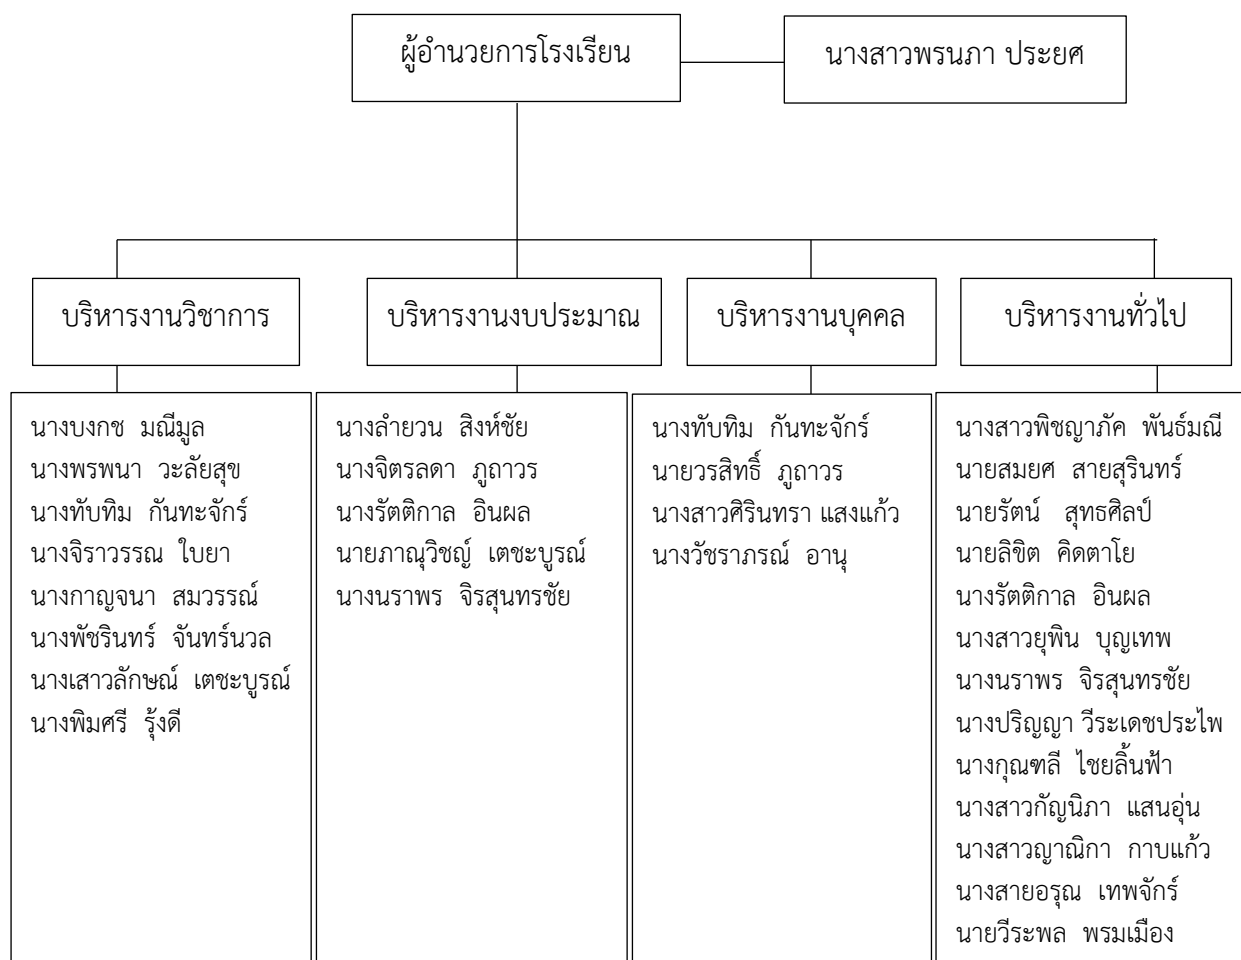 ผู้อำนวยการโรงเรียน
นางสาวพรนภา ประยศ
บริหารงานวิชาการ
บริหารงานงบประมาณ
บริหารงานบุคคล
บริหารงานทั่วไป
นางบงกช มณีมูล
นางพรพนา วะลัยสุข
นางทับทิม กันทะจักร์
นางจิราวรรณ ใบยา
นางกาญจนา สมวรรณ์
นางพัชรินทร์ จันทร์นวล
นางเสาวลักษณ์ เตชะบูรณ์
นางพิมศรี รุ้งดี
นางลำยวน สิงห์ชัย
นางจิตรลดา ภูถาวร
นางรัตติกาล อินผล
นายภาณุวิชญ์ เตชะบูรณ์
นางนราพร จิรสุนทรชัย
นางทับทิม กันทะจักร์
นายวรสิทธิ์ ภูถาวร
นางสาวศิรินทรา แสงแก้ว
นางวัชราภรณ์ อานุ
นางสาวพิชญาภัค พันธ์มณี
นายสมยศ สายสุรินทร์
นายรัตน์ สุทธศิลป์
นายลิขิต คิดตาโย
นางรัตติกาล อินผล
นางสาวยุพิน บุญเทพ
นางนราพร จิรสุนทรชัย
นางปริญญา วีระเดชประไพ
นางกุณฑลี ไชยลิ้นฟ้า
นางสาวกัญนิภา แสนอุ่น
นางสาวญาณิกา กาบแก้ว
นางสายอรุณ เทพจักร์
นายวีระพล พรมเมือง